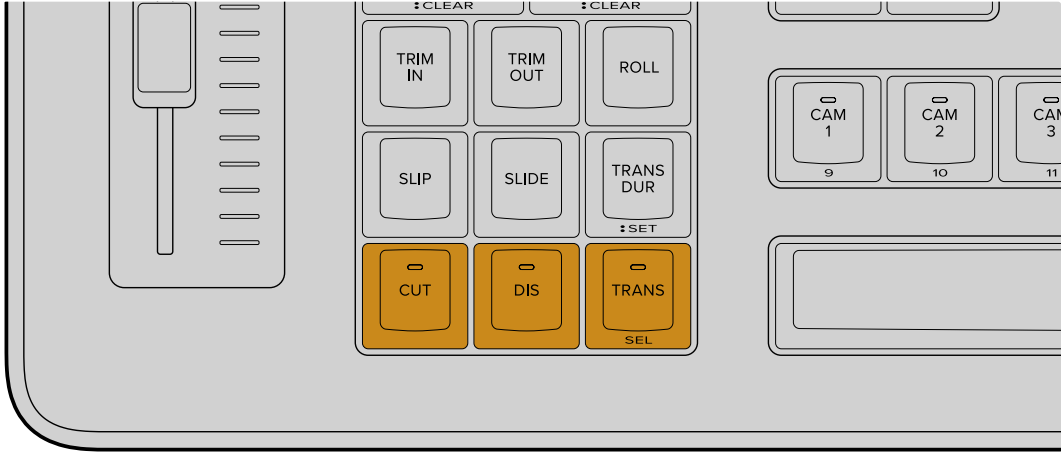 :CLEAR :CLEAR
TRIM IN
TRIM OUT
ROLL
CAM 1
CAM 2
9
10
11
SLIP
SLIDE
TRANS DUR
:SET
CUT
DIS
TRANS
SEL